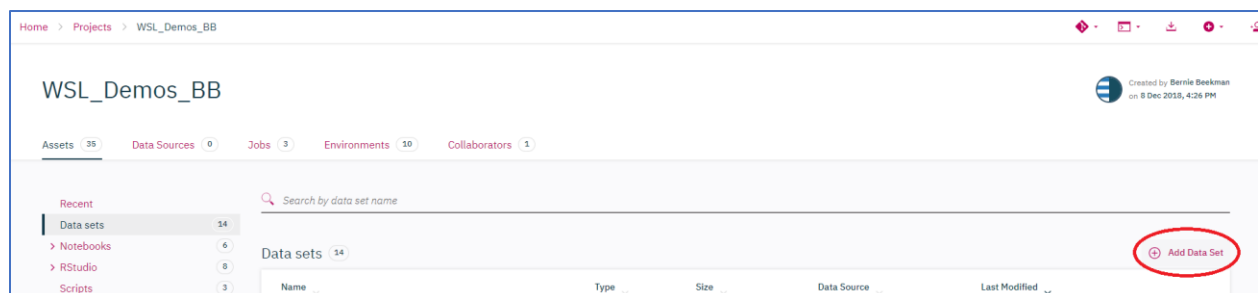 Home > Projects > WSL_Demos_BB
WSL_Demos_BB
Created by Bernie Beekman
on 8 Dec 2018, 4:26 PM
Assets 35 Data Sources 0 Jobs 3 Environments 10 Collaborators 1
Recent
Search by data set name
Data sets 14
> Notebooks 6
> RStudio 8
Scripts 3
Data sets 14
Add Data Set
Name Type Size Data Source Last Modified